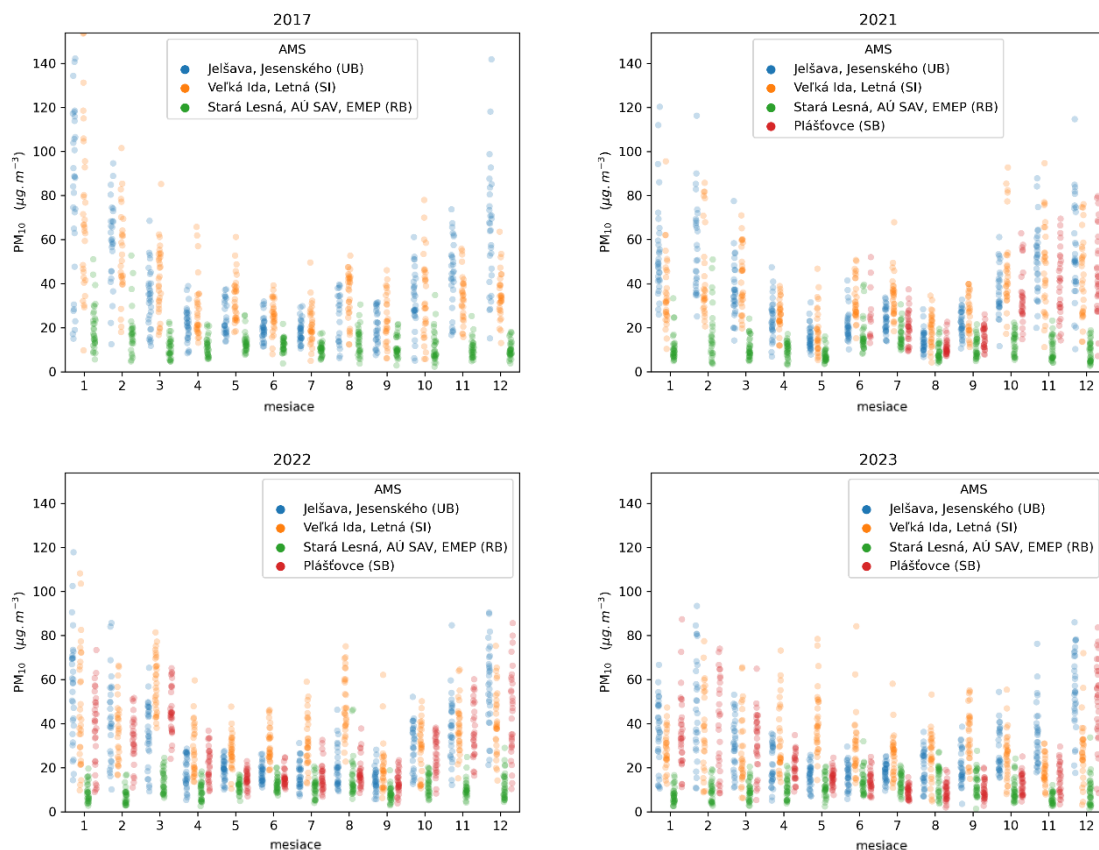 2017
AMS
Jelšava, Jesenského (UB)
Veľká Ida, Letná (SI)
Stará Lesná, AÚ SAV, EMEP (RB)
PM₁₀ (μg.m⁻³)
140
120
100
80
60
40
20
0
1 2 3 4 5 6 7 8 9 10 11 12
mesiace
2021
AMS
Jelšava, Jesenského (UB)
Veľká Ida, Letná (SI)
Stará Lesná, AÚ SAV, EMEP (RB)
Plášťovce (SB)
PM₁₀ (μg.m⁻³)
140
120
100
80
60
40
20
0
1 2 3 4 5 6 7 8 9 10 11 12
mesiace
2022
AMS
Jelšava, Jesenského (UB)
Veľká Ida, Letná (SI)
Stará Lesná, AÚ SAV, EMEP (RB)
Plášťovce (SB)
PM₁₀ (μg.m⁻³)
140
120
100
80
60
40
20
0
1 2 3 4 5 6 7 8 9 10 11 12
mesiace
2023
AMS
Jelšava, Jesenského (UB)
Veľká Ida, Letná (SI)
Stará Lesná, AÚ SAV, EMEP (RB)
Plášťovce (SB)
PM₁₀ (μg.m⁻³)
140
120
100
80
60
40
20
0
1 2 3 4 5 6 7 8 9 10 11 12
mesiace